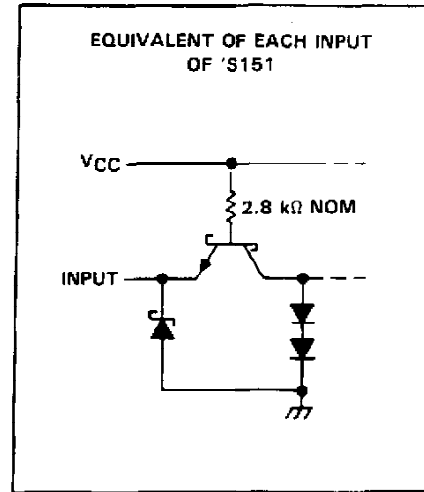 EQUIVALENT OF EACH INPUT
OF 'S151
VCC
2.8 kΩ NOM
INPUT